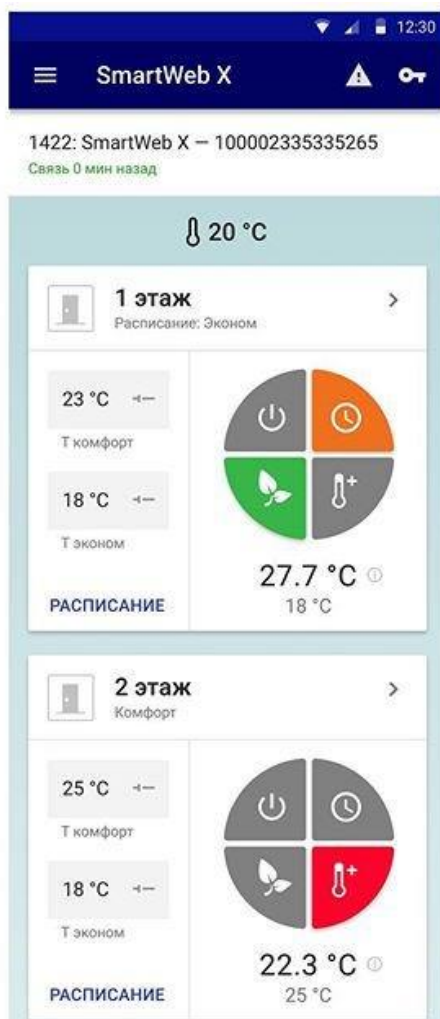 12:30
SmartWeb X
1422: SmartWeb X — 100002335335265
Связь 0 мин назад
20 °C
1 этаж
Расписание: Эконом
23 °C
Т комфорт
18 °C
Т эконом
РАСПИСАНИЕ
27.7 °C
18 °C
2 этаж
Комфорт
25 °C
Т комфорт
18 °C
Т эконом
РАСПИСАНИЕ
22.3 °C
25 °C